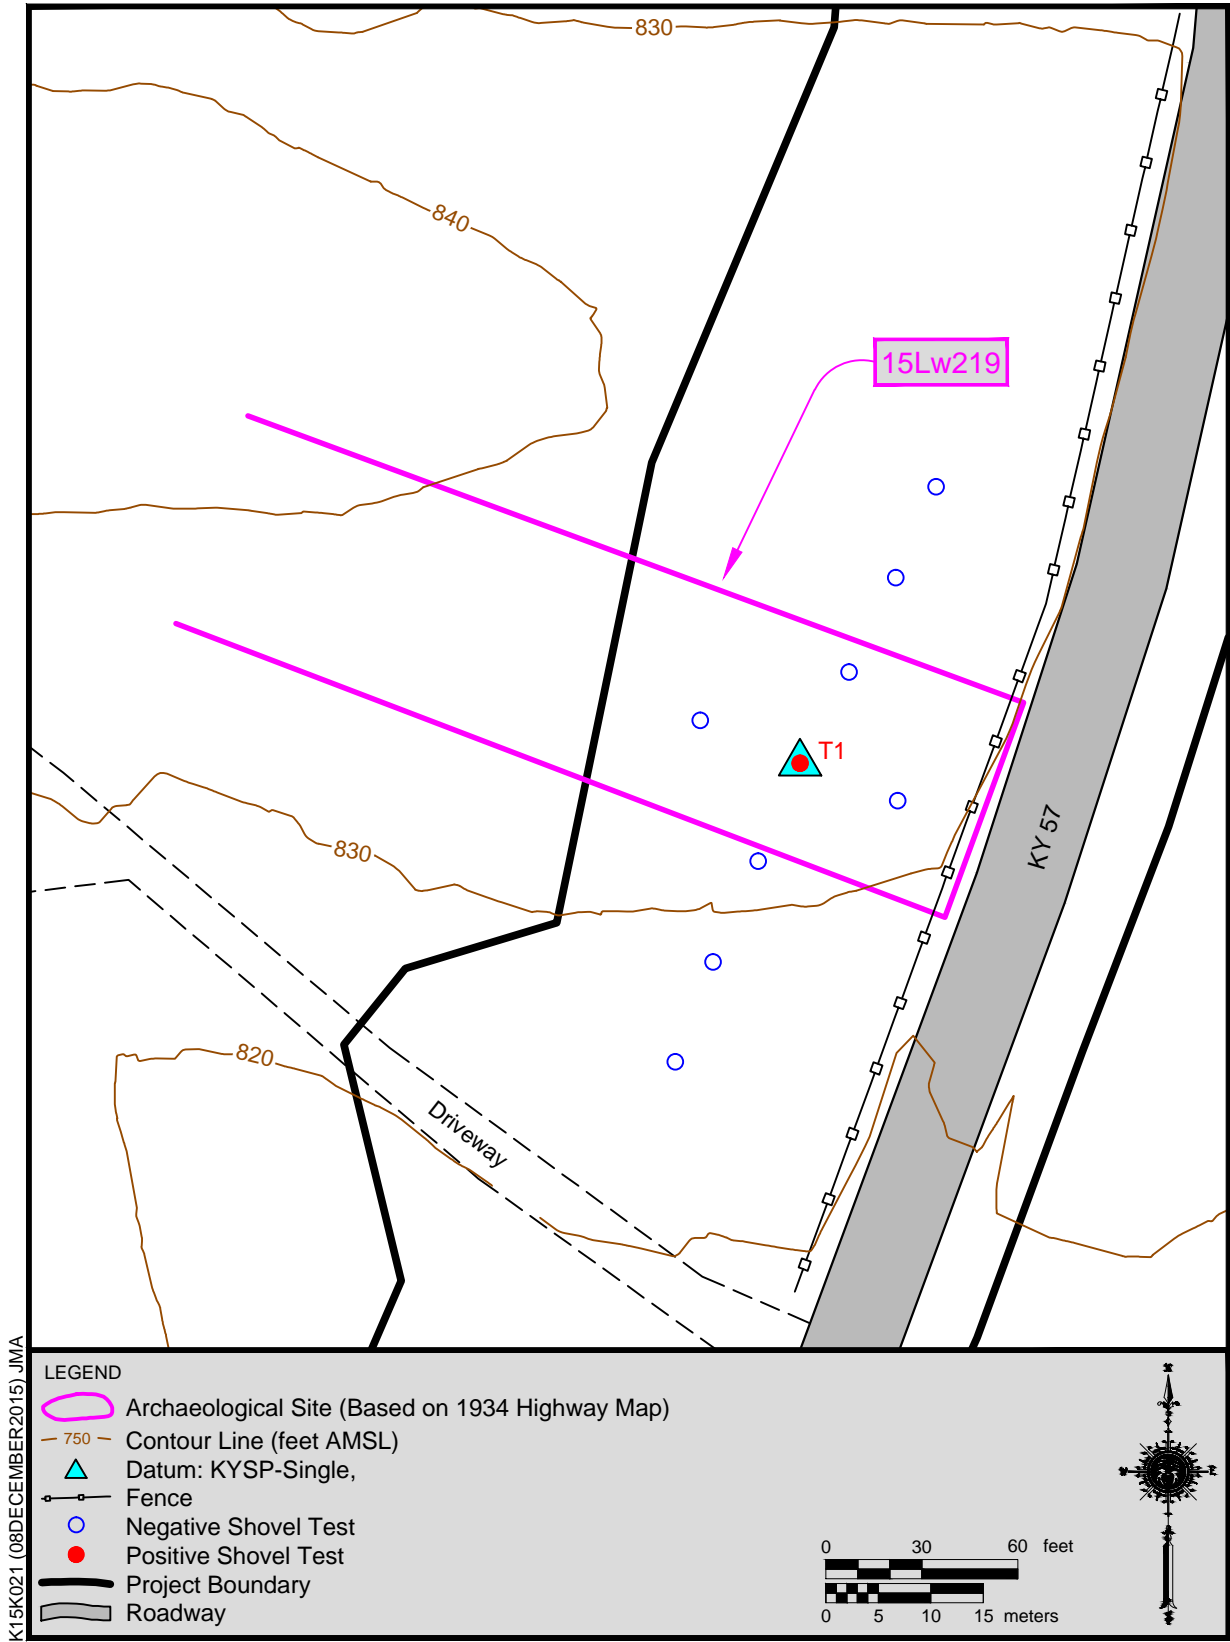 830
840
15Lw219
T1
KY 57
830
820
Driveway
K15K021 (08DECEMBER2015) JMA
LEGEND
Archaeological Site (Based on 1934 Highway Map)
750 Contour Line (feet AMSL)
Datum: KYSP-Single,
Fence
Negative Shovel Test
Positive Shovel Test
Project Boundary
Roadway
0 30 60 feet
0 5 10 15 meters